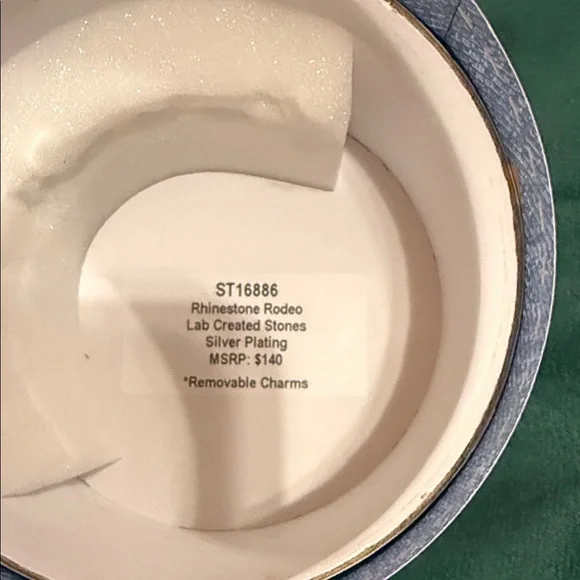 ST16886
Rhinestone Rodeo
Lab Created Stones
Silver Plating
MSRP: $140
*Removable Charms